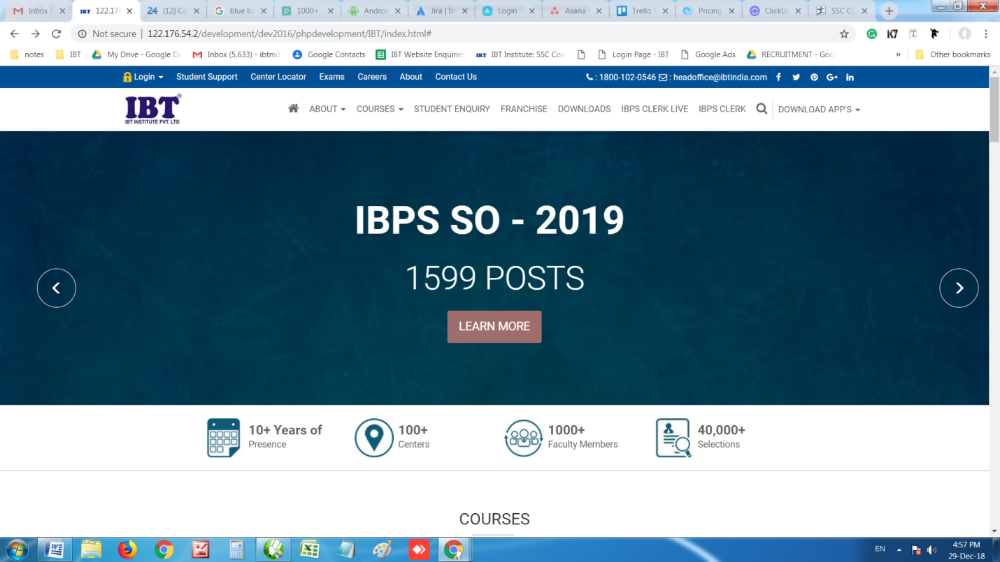 Inbox (
122.176
24 (12) Co
blue ba
1000+
Androi
Jira | Is
Login -
Asana
Trello
Pricing
ClickU
SSC CG
Not secure | 122.176.54.2/development/dev2016/phpdevelopment/IBT/index.html#
notes IBT My Drive - Google Dr Inbox (5,633) - ibtmd Google Contacts IBT Website Enquiries IBT IBT Institute: SSC Coa Login Page - IBT Google Ads RECRUITMENT - Goo » Other bookmarks
Login Student Support Center Locator Exams Careers About Contact Us : 1800-102-0546 : headoffice@ibtindia.com
IBT®
IBT INSTITUTE PVT. LTD
ABOUT COURSES STUDENT ENQUIRY FRANCHISE DOWNLOADS IBPS CLERK LIVE IBPS CLERK DOWNLOAD APP'S
IBPS SO - 2019
1599 POSTS
LEARN MORE
10+ Years of
Presence
100+
Centers
1000+
Faculty Members
40,000+
Selections
COURSES
EN
4:57 PM
29-Dec-18